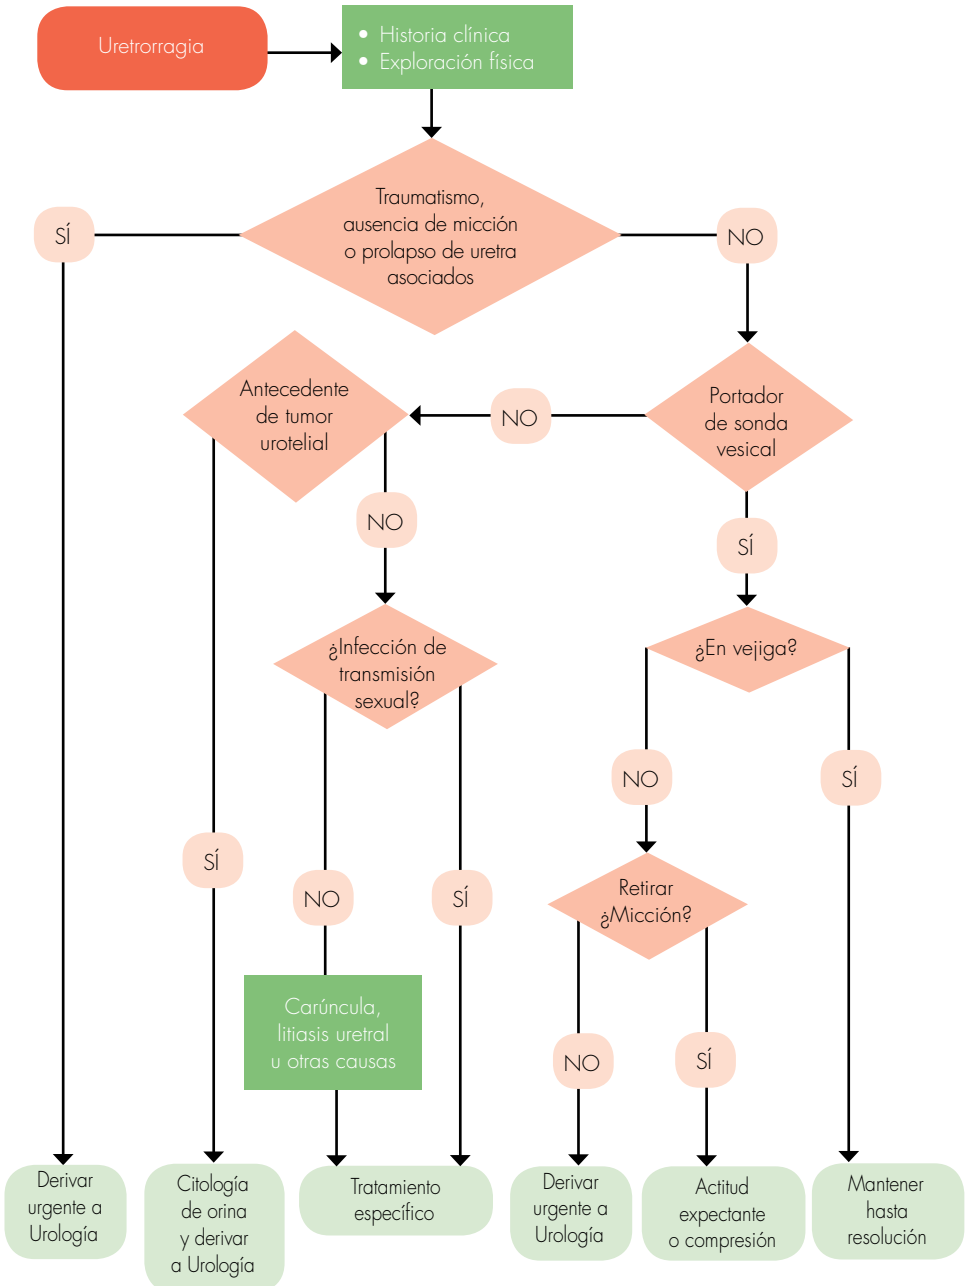 Uretrorragia
• Historia clínica
• Exploración física
Traumatismo,
ausencia de micción
o prolapso de uretra
asociados
SÍ
NO
Antecedente
de tumor
urotelial
NO
Portador
de sonda
vesical
NO
SÍ
¿Infección de
transmisión
sexual?
¿En vejiga?
NO
SÍ
SÍ
NO
SÍ
Retirar
¿Micción?
Carúncula,
litiasis uretral
u otras causas
NO
SÍ
Derivar
urgente a
Urología
Citología
de orina
y derivar
a Urología
Tratamiento
específico
Derivar
urgente a
Urología
Actitud
expectante
o compresión
Mantener
hasta
resolución